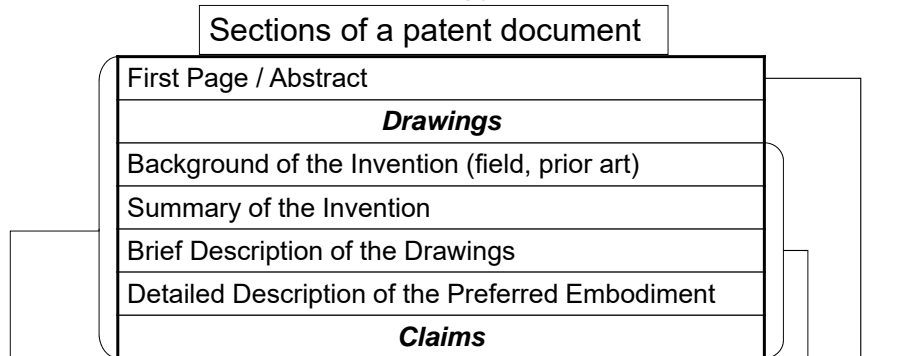 Sections of a patent document
First Page / Abstract
Drawings
Background of the Invention (field, prior art)
Summary of the Invention
Brief Description of the Drawings
Detailed Description of the Preferred Embodiment
Claims